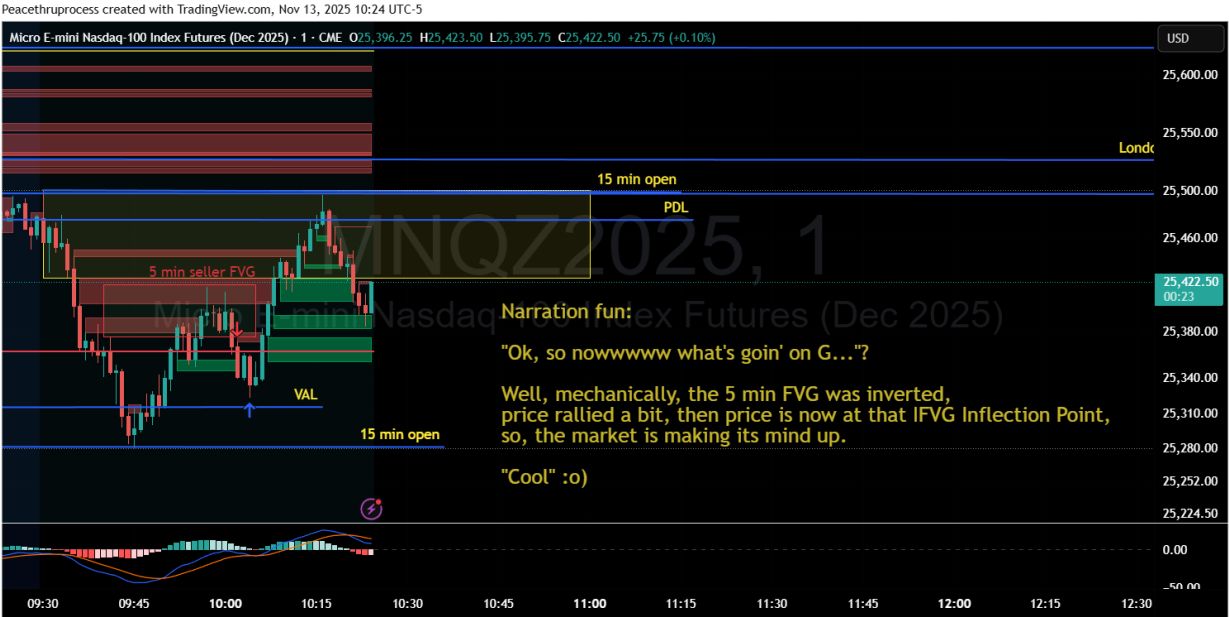 Peacethruprocess created with TradingView.com, Nov 13, 2025 10:24 UTC-5
Micro E-mini Nasdaq-100 Index Futures (Dec 2025) · 1 · CME O25,396.25 H25,423.50 L25,395.75 C25,422.50 +25.75 (+0.10%)
USD
25,600.00
25,550.00
Londo
15 min open
25,500.00
PDL
MNQZ2025, 1
25,460.00
5 min seller FVG
25,422.50
00:23
Micro E-mini Nasdaq-100 Index Futures (Dec 2025)
Narration fun:
25,380.00
"Ok, so nowwwww what's goin' on G..."?
25,340.00
VAL
Well, mechanically, the 5 min FVG was inverted,
price rallied a bit, then price is now at that IFVG Inflection Point,
25,310.00
so, the market is making its mind up.
15 min open
25,280.00
"Cool" :o)
25,252.00
25,224.50
0.00
-50.00
09:30 09:45 10:00 10:15 10:30 10:45 11:00 11:15 11:30 11:45 12:00 12:15 12:30